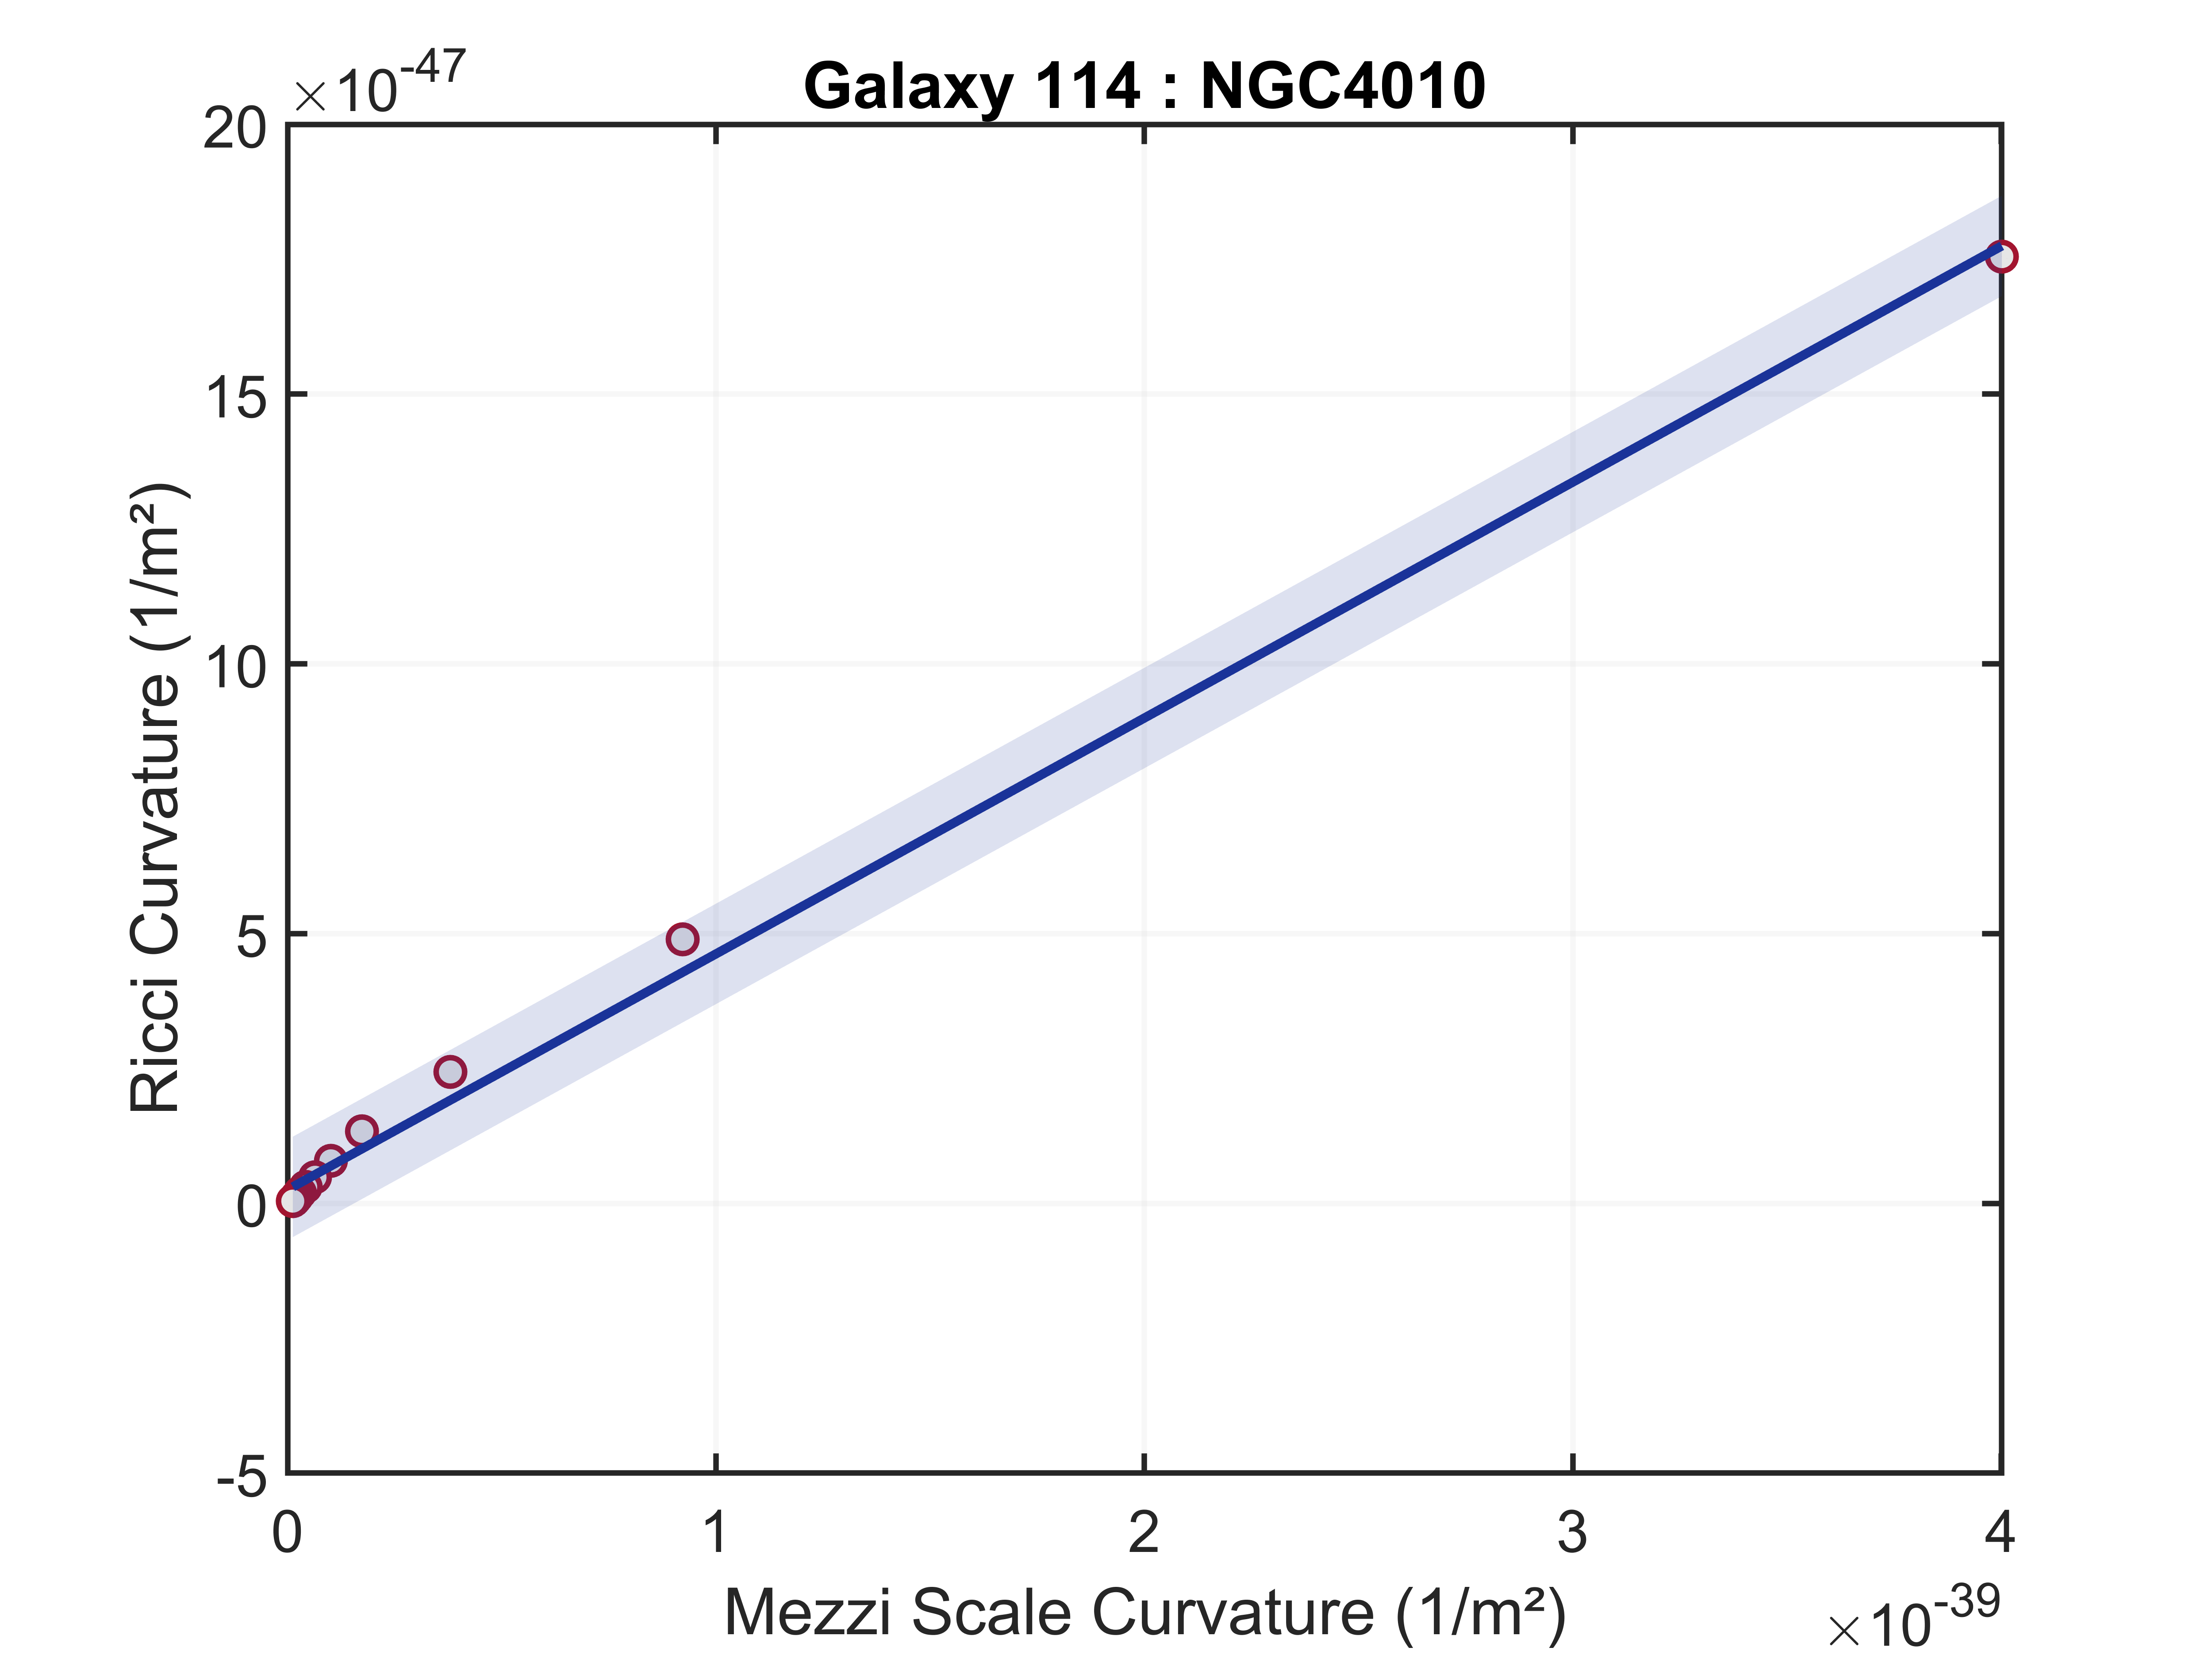 ×10^-47
Galaxy 114 : NGC4010
20
15
10
5
0
-5
Ricci Curvature (1/m²)
0 1 2 3 4
Mezzi Scale Curvature (1/m²)
×10^-39